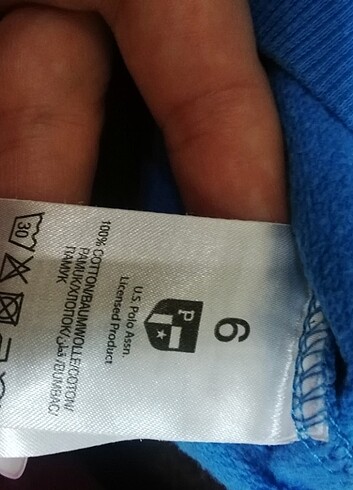 6
P
U.S. Polo Assn.
Licensed Product
100% COTTON/BAUMWOLLE/COTON/
PAMUK/ХЛОПОК/قطن/BUMBAC/
ПАМУК
30